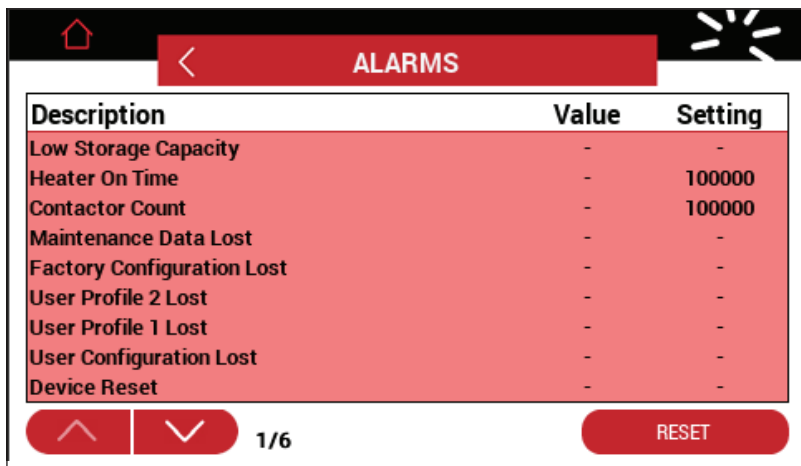 ALARMS
Description Value Setting
Low Storage Capacity - -
Heater On Time - 100000
Contactor Count - 100000
Maintenance Data Lost - -
Factory Configuration Lost - -
User Profile 2 Lost - -
User Profile 1 Lost - -
User Configuration Lost - -
Device Reset - -
1/6 RESET